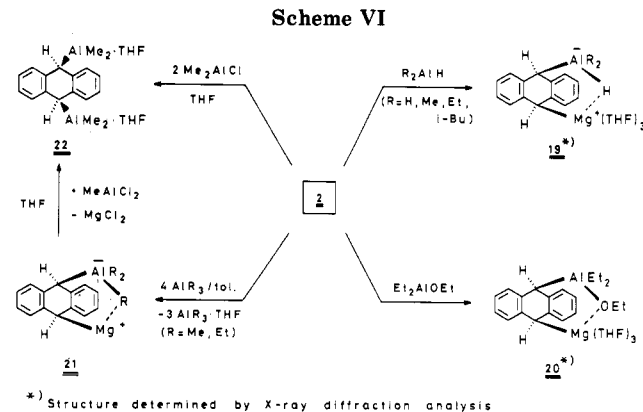 Scheme VI
H AlMe2·THF
H AlMe2·THF
22
2 Me2AlCl
THF
R2AlH
(R=H, Me, Et,
i-Bu)
H
AlR2
H
H
Mg+(THF)3
19*)
THF
+ MeAlCl2
- MgCl2
2
H
AlR2
R
H
Mg+
21
4 AlR3/tol.
-3 AlR3·THF
(R=Me, Et)
Et2AlOEt
H
AlEt2
OEt
H
Mg(THF)3
20*)
*) Structure determined by X-ray diffraction analysis